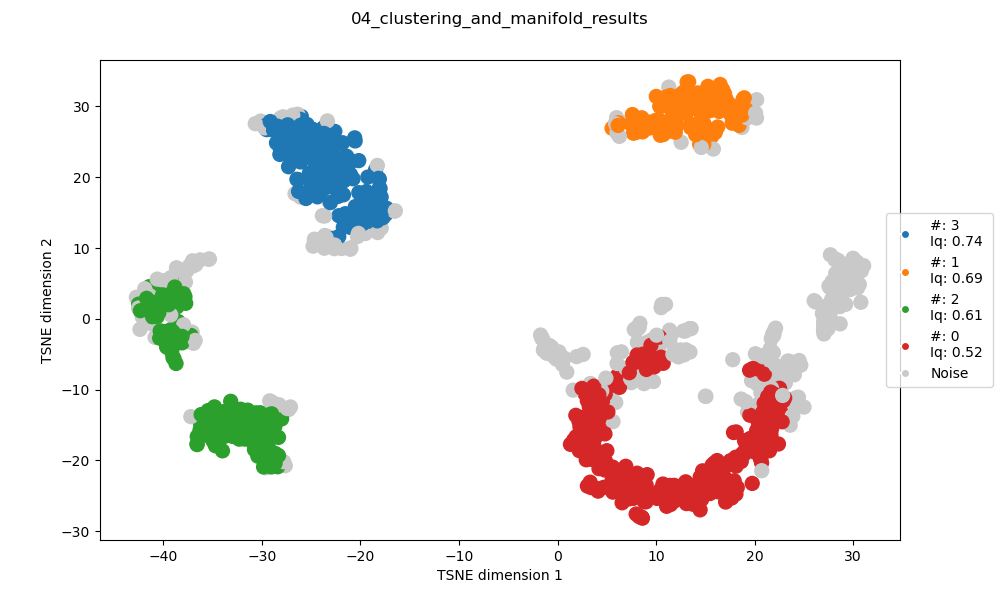 04_clustering_and_manifold_results
TSNE dimension 2
30
20
10
0
−10
−20
−30
−40
−30
−20
−10
0
10
20
30
TSNE dimension 1
#: 3
Iq: 0.74
#: 1
Iq: 0.69
#: 2
Iq: 0.61
#: 0
Iq: 0.52
Noise